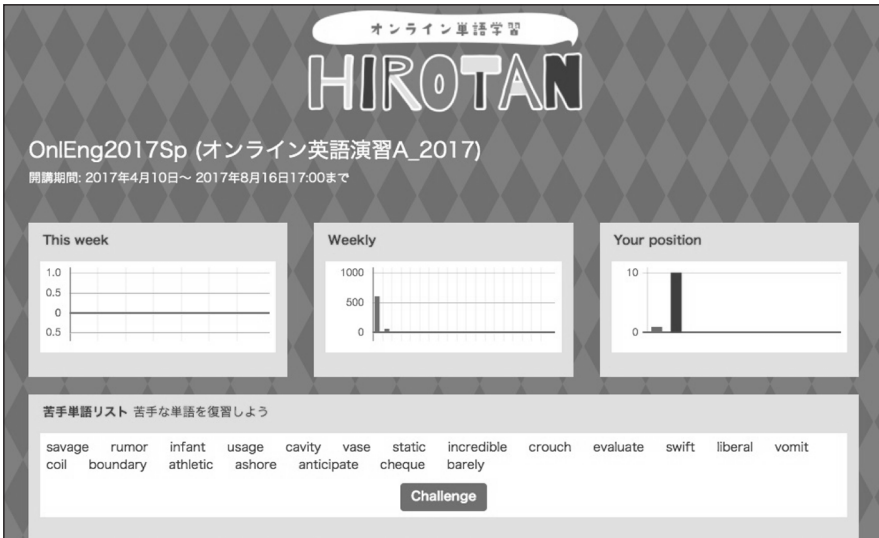 オンライン単語学習
HIROTAN
OnlEng2017Sp (オンライン英語演習A_2017)
開講期間: 2017年4月10日〜 2017年8月16日17:00まで
This week
1.0
0.5
0
0.5
Weekly
1000
500
0
Your position
10
0
苦手単語リスト 苦手な単語を復習しよう
savage rumor infant usage cavity vase static incredible crouch evaluate swift liberal vomit
coil boundary athletic ashore anticipate cheque barely
Challenge